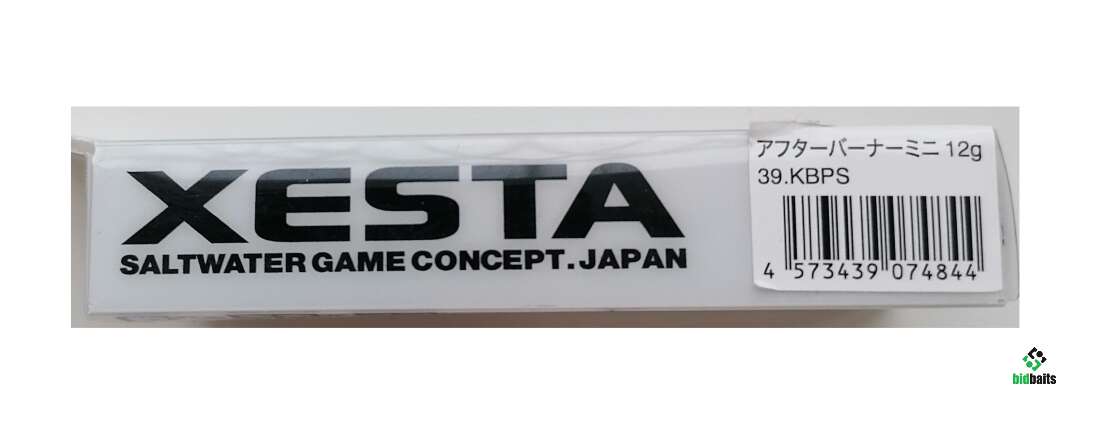 XESTA
SALTWATER GAME CONCEPT. JAPAN
アフターバーナーミニ 12g
39.KBPS
4 573439 074844
bidbaits